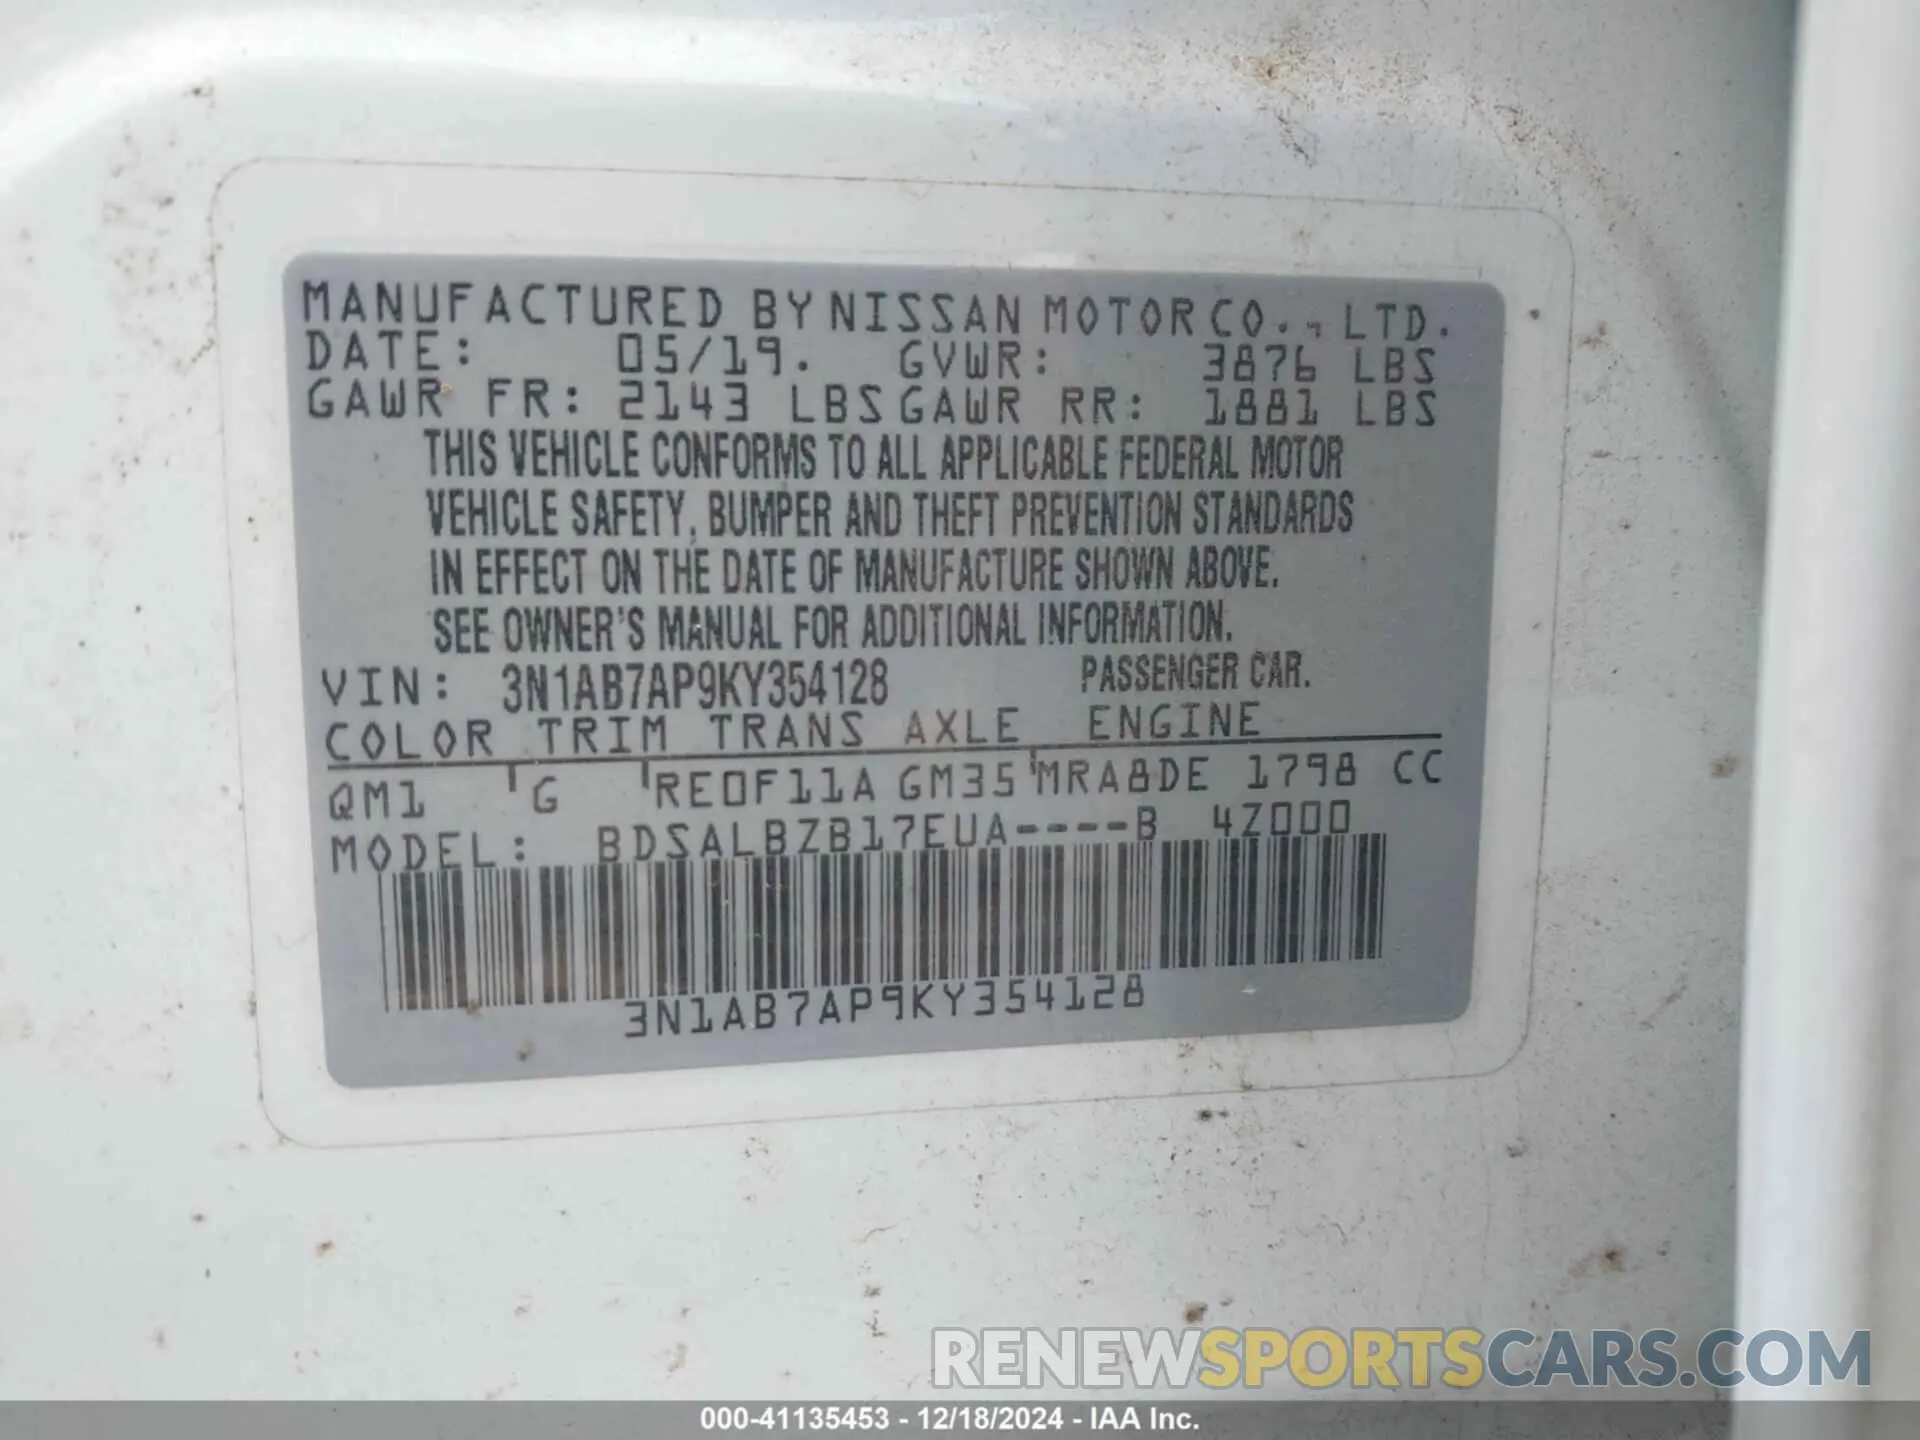 MANUFACTURED BY NISSAN MOTOR CO., LTD.
DATE: 05/19. GVWR: 3876 LBS
GAWR FR: 2143 LBS GAWR RR: 1881 LBS
THIS VEHICLE CONFORMS TO ALL APPLICABLE FEDERAL MOTOR
VEHICLE SAFETY, BUMPER AND THEFT PREVENTION STANDARDS
IN EFFECT ON THE DATE OF MANUFACTURE SHOWN ABOVE.
SEE OWNER'S MANUAL FOR ADDITIONAL INFORMATION.
VIN: 3N1AB7AP9KY354128 PASSENGER CAR.
COLOR TRIM TRANS AXLE ENGINE
QM1 G RE0F11A GM35 MRA8DE 1798 CC
MODEL: BDSALBZB17EUA----B 4Z000
3N1AB7AP9KY354128
RENEWSPORTSCARS.COM
000-41135453 - 12/18/2024 - IAA Inc.